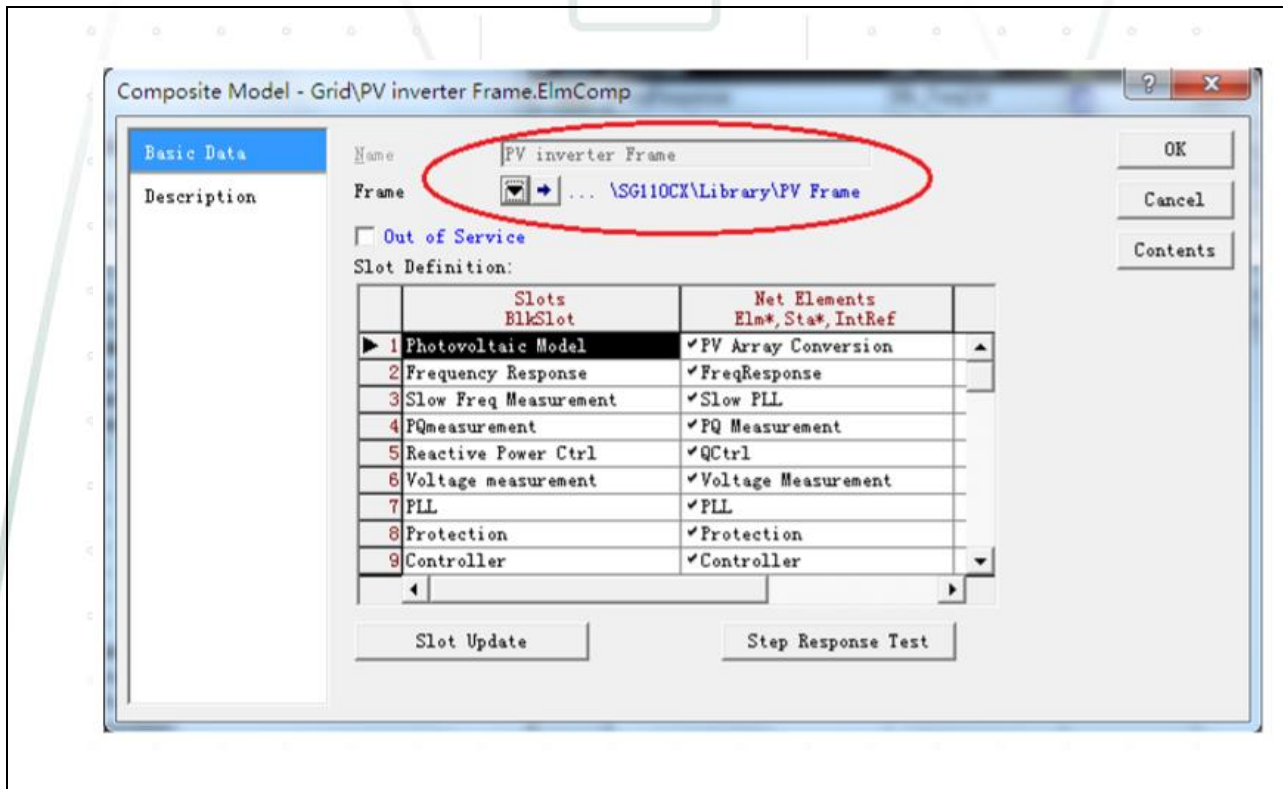 Composite Model - Grid\PV inverter Frame.ElmComp
Basic Data
Description
Name PV inverter Frame
Frame ... \SG110CX\Library\PV Frame
Out of Service
Slot Definition:
Slots Net Elements
BlkSlot Elm*,Sta*,IntRef
1 Photovoltaic Model PV Array Conversion
2 Frequency Response FreqResponse
3 Slow Freq Measurement Slow PLL
4 PQmeasurement PQ Measurement
5 Reactive Power Ctrl QCtrl
6 Voltage measurement Voltage Measurement
7 PLL PLL
8 Protection Protection
9 Controller Controller
Slot Update Step Response Test
OK
Cancel
Contents